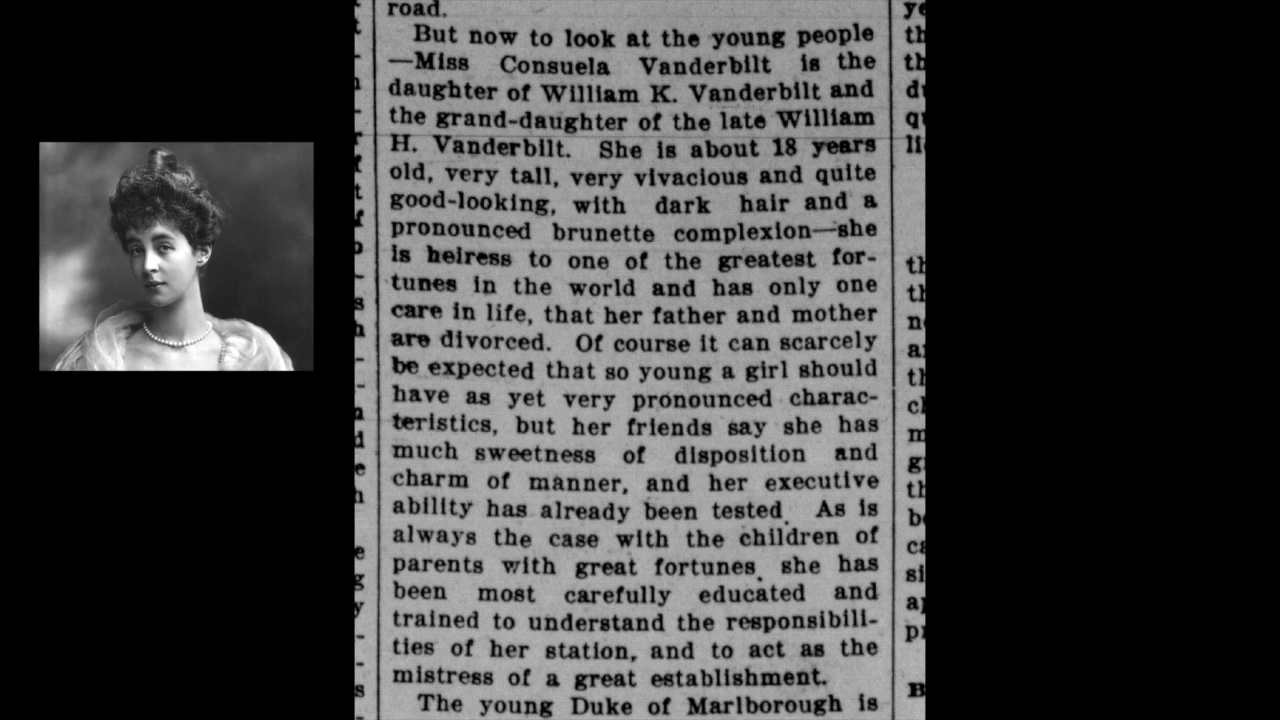 road.
But now to look at the young people
—Miss Consuela Vanderbilt is the
daughter of William K. Vanderbilt and
the grand-daughter of the late William
H. Vanderbilt. She is about 18 years
old, very tall, very vivacious and quite
good-looking, with dark hair and a
pronounced brunette complexion—she
is heiress to one of the greatest for-
tunes in the world and has only one
care in life, that her father and mother
are divorced. Of course it can scarcely
be expected that so young a girl should
have as yet very pronounced charac-
teristics, but her friends say she has
much sweetness of disposition and
charm of manner, and her executive
ability has already been tested. As is
always the case with the children of
parents with great fortunes, she has
been most carefully educated and
trained to understand the responsibili-
ties of her station, and to act as the
mistress of a great establishment.
The young Duke of Marlborough is